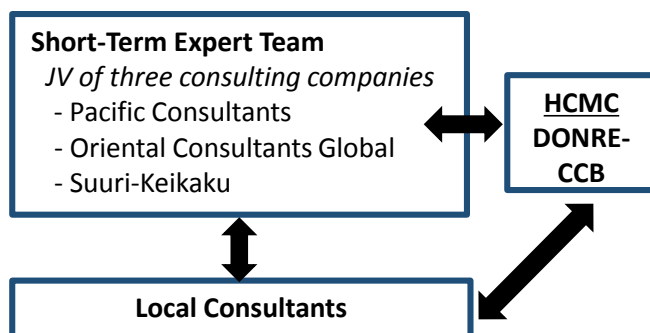 Short-Term Expert Team
JV of three consulting companies
- Pacific Consultants
- Oriental Consultants Global
- Suuri-Keikaku
HCMC
DONRE-
CCB
Local Consultants